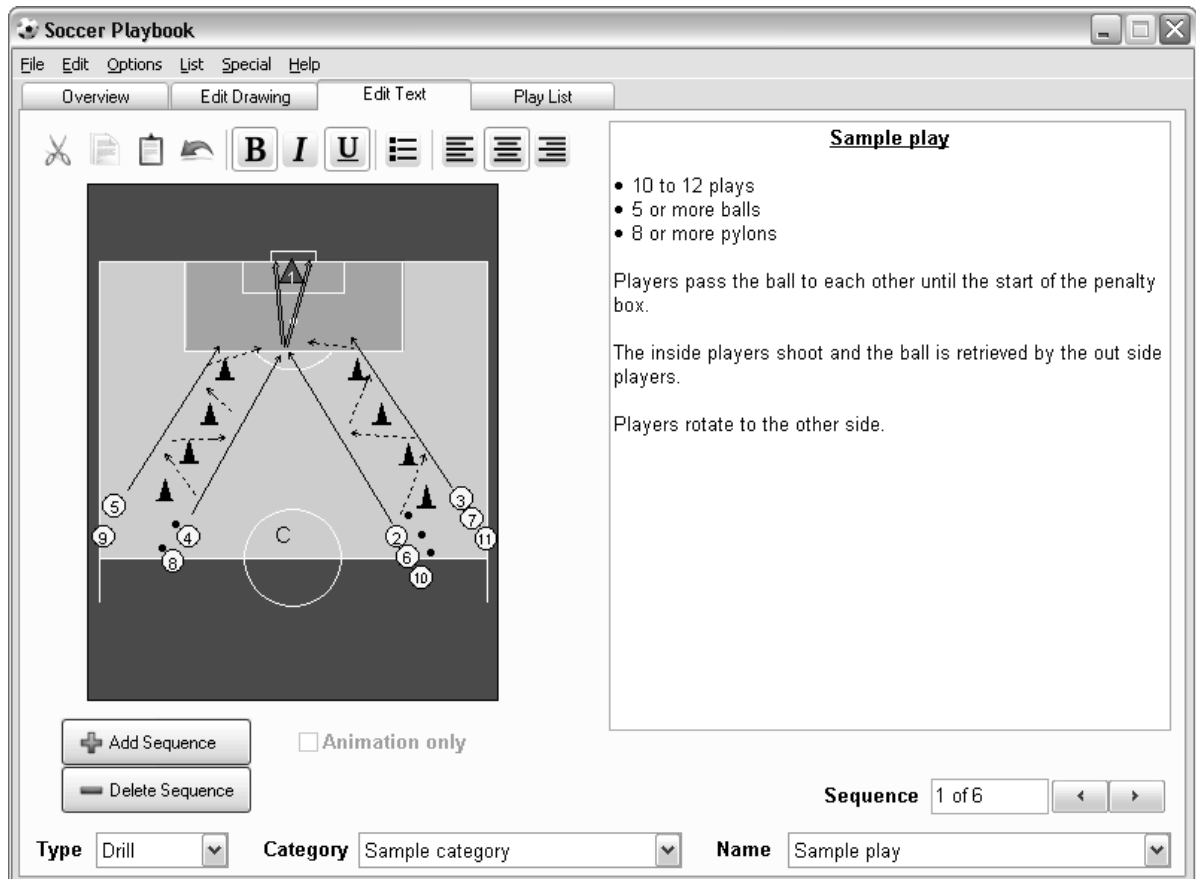 Soccer Playbook
File Edit Options List Special Help
Overview Edit Drawing Edit Text Play List
B I U
Sample play
• 10 to 12 plays
• 5 or more balls
• 8 or more pylons
Players pass the ball to each other until the start of the penalty
box.
The inside players shoot and the ball is retrieved by the out side
players.
Players rotate to the other side.
1
5
9
4
8
C
2
6
10
3
7
11
Add Sequence
Animation only
Delete Sequence
Sequence 1 of 6
Type Drill Category Sample category Name Sample play